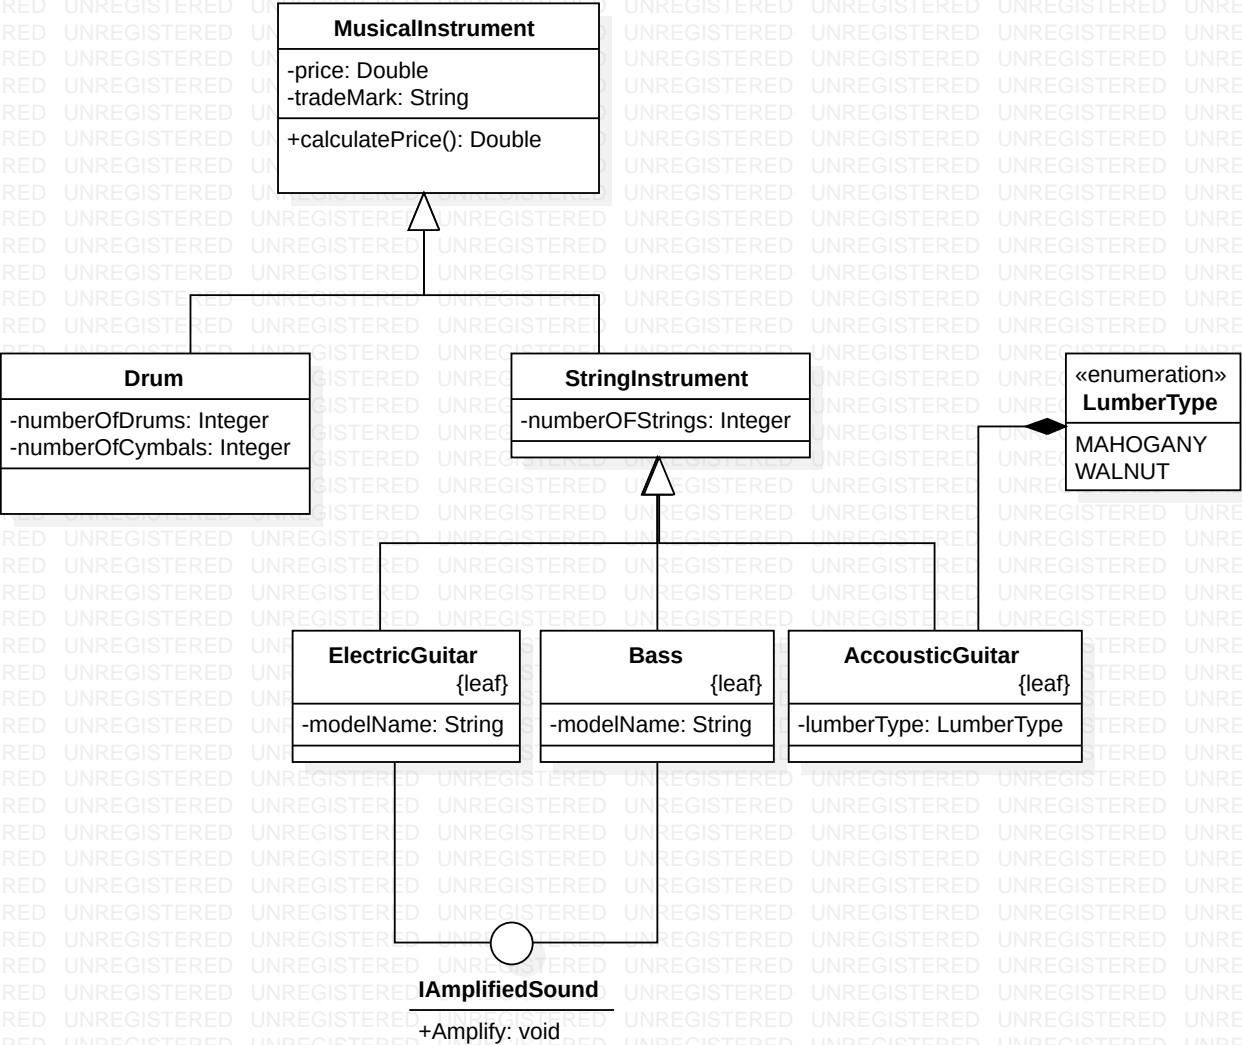 MusicalInstrument
-price: Double
-tradeMark: String
+calculatePrice(): Double
Drum
-numberOfDrums: Integer
-numberOfCymbals: Integer
StringInstrument
-numberOFStrings: Integer
«enumeration»
LumberType
MAHOGANY
WALNUT
ElectricGuitar
{leaf}
-modelName: String
Bass
{leaf}
-modelName: String
AccousticGuitar
{leaf}
-lumberType: LumberType
IAmplifiedSound
+Amplify: void
UNREGISTERED